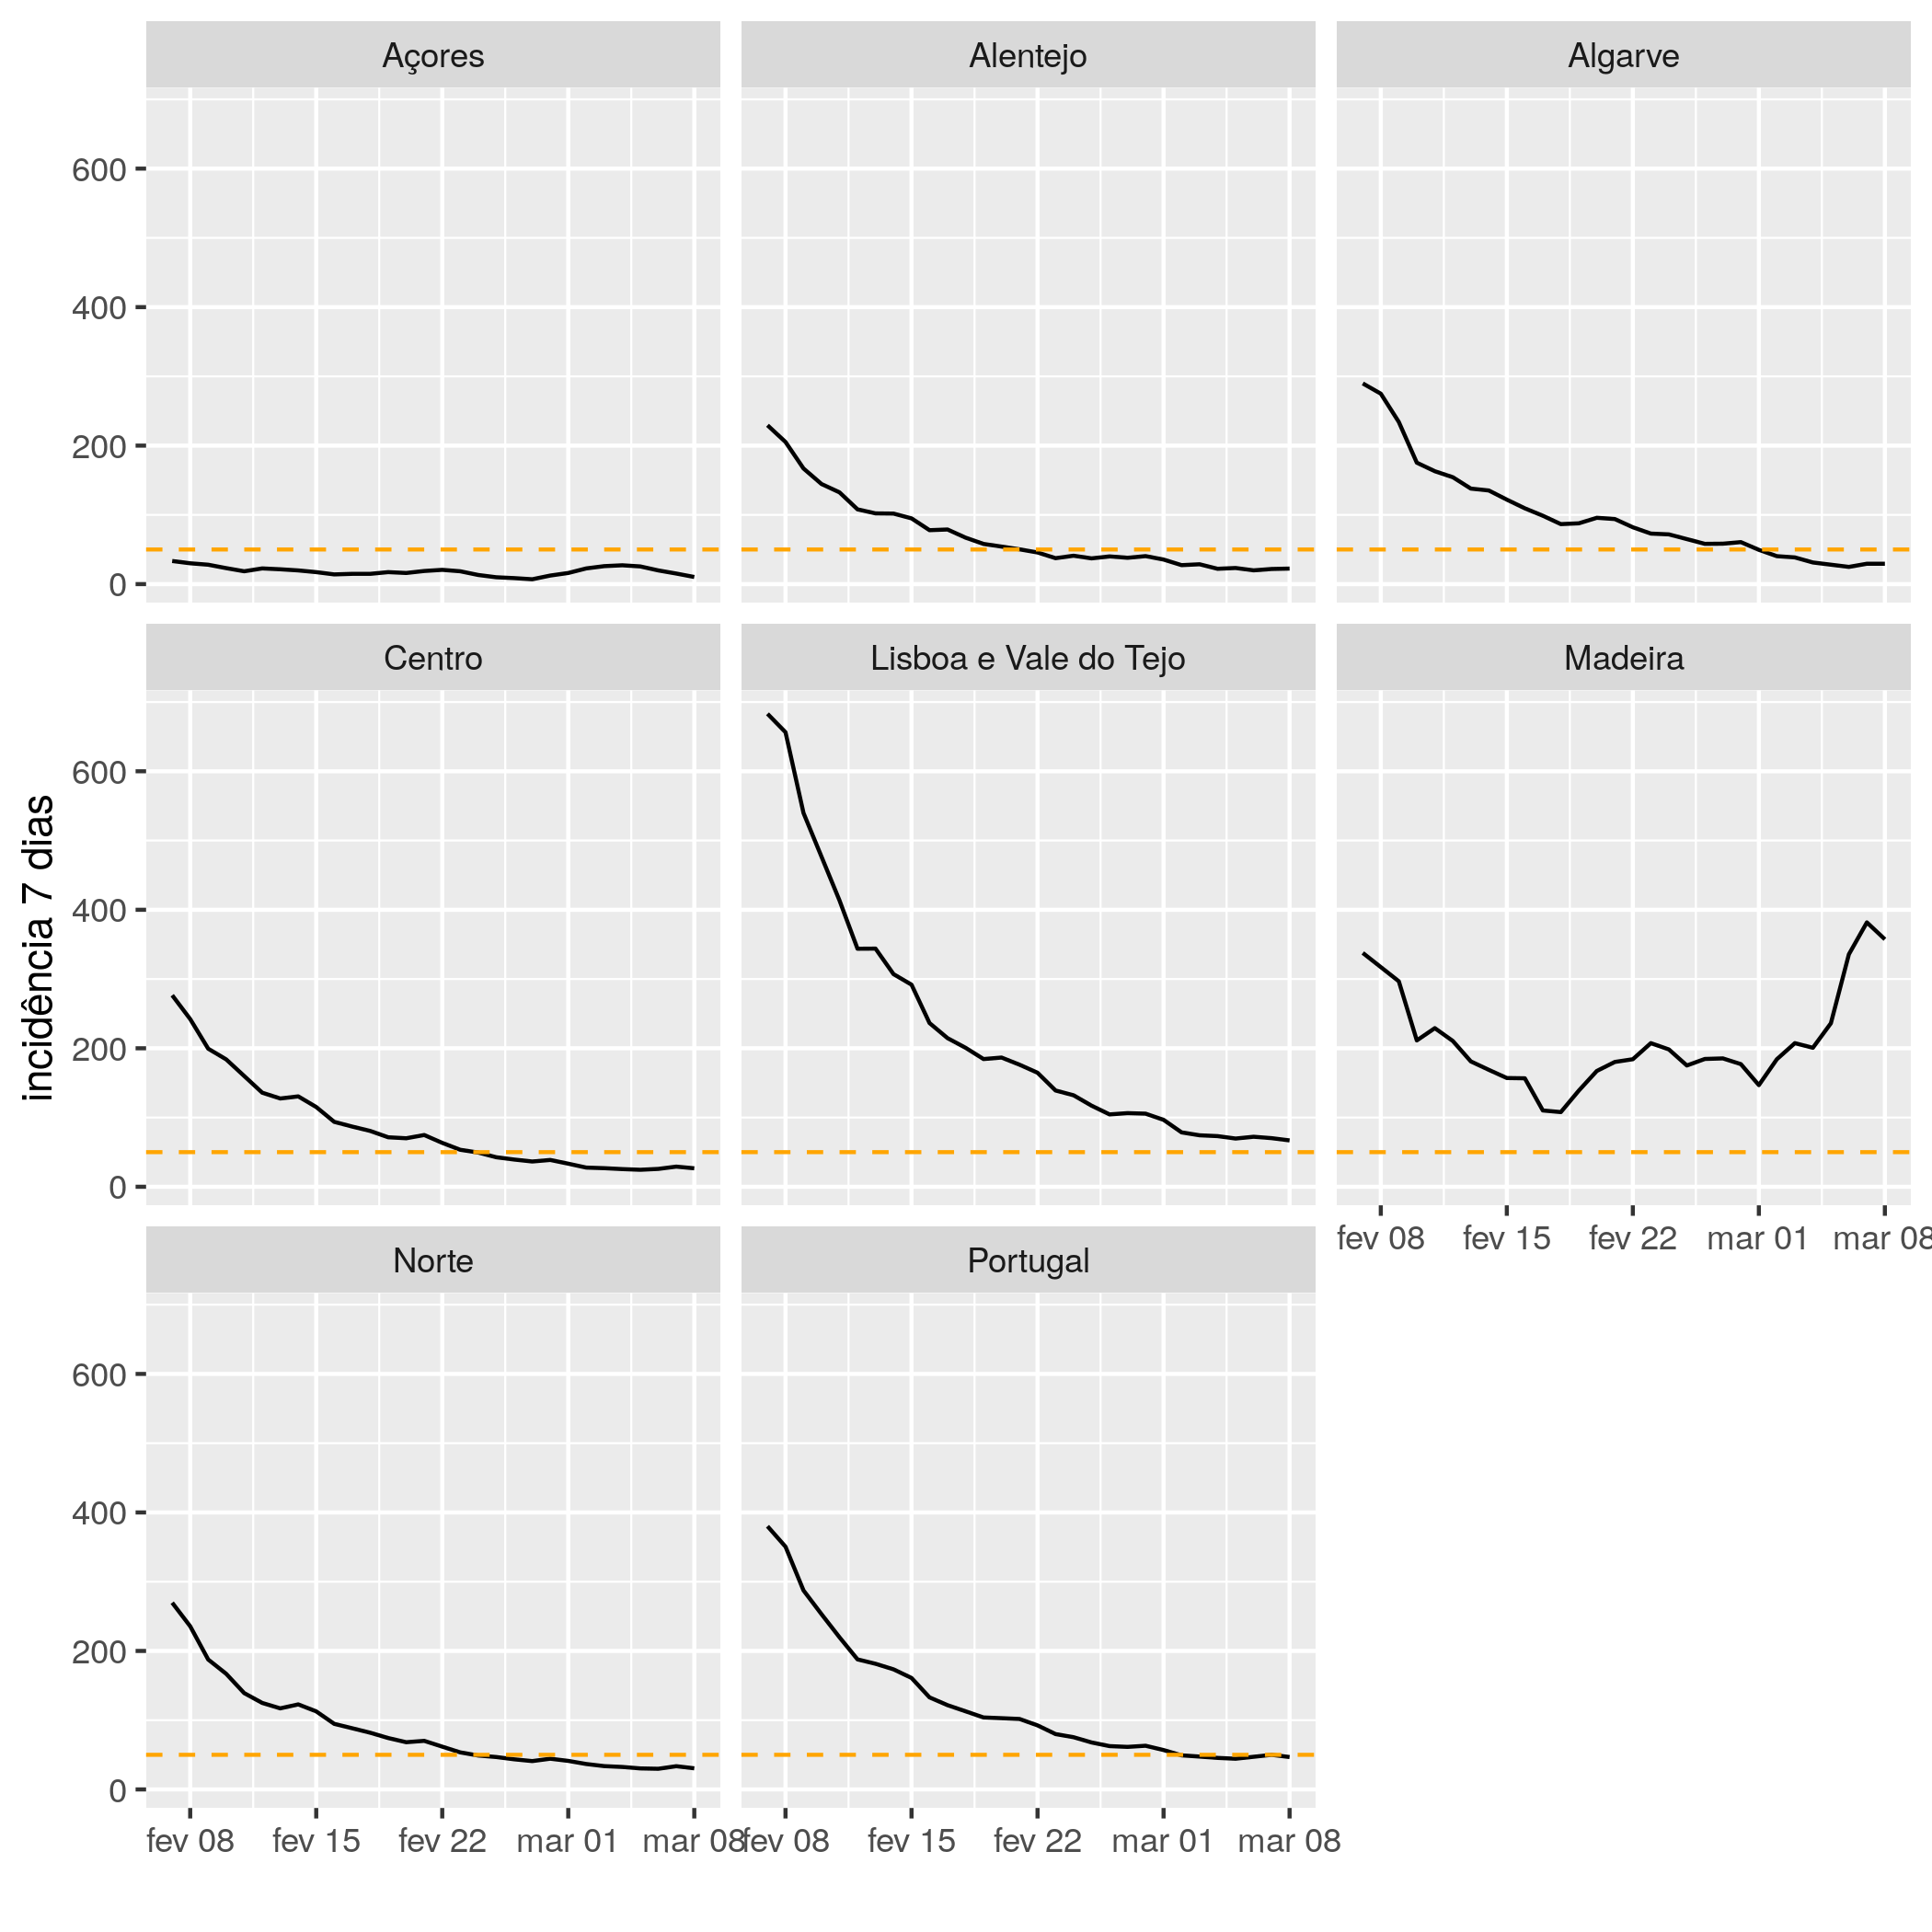 Açores
Alentejo
Algarve
600
400
200
0
Centro
Lisboa e Vale do Tejo
Madeira
incidência 7 dias
600
400
200
0
fev 08 fev 15 fev 22 mar 01 mar 08
Norte
Portugal
600
400
200
0
fev 08 fev 15 fev 22 mar 01 mar 08
fev 08 fev 15 fev 22 mar 01 mar 08